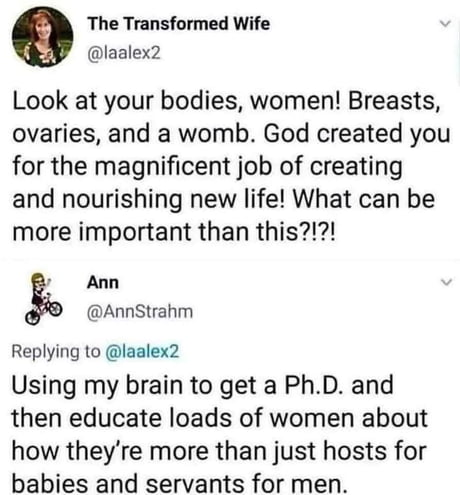 The Transformed Wife
@laalex2
Look at your bodies, women! Breasts,
ovaries, and a womb. God created you
for the magnificent job of creating
and nourishing new life! What can be
more important than this?!?!
Ann
@AnnStrahm
Replying to @laalex2
Using my brain to get a Ph.D. and
then educate loads of women about
how they're more than just hosts for
babies and servants for men.